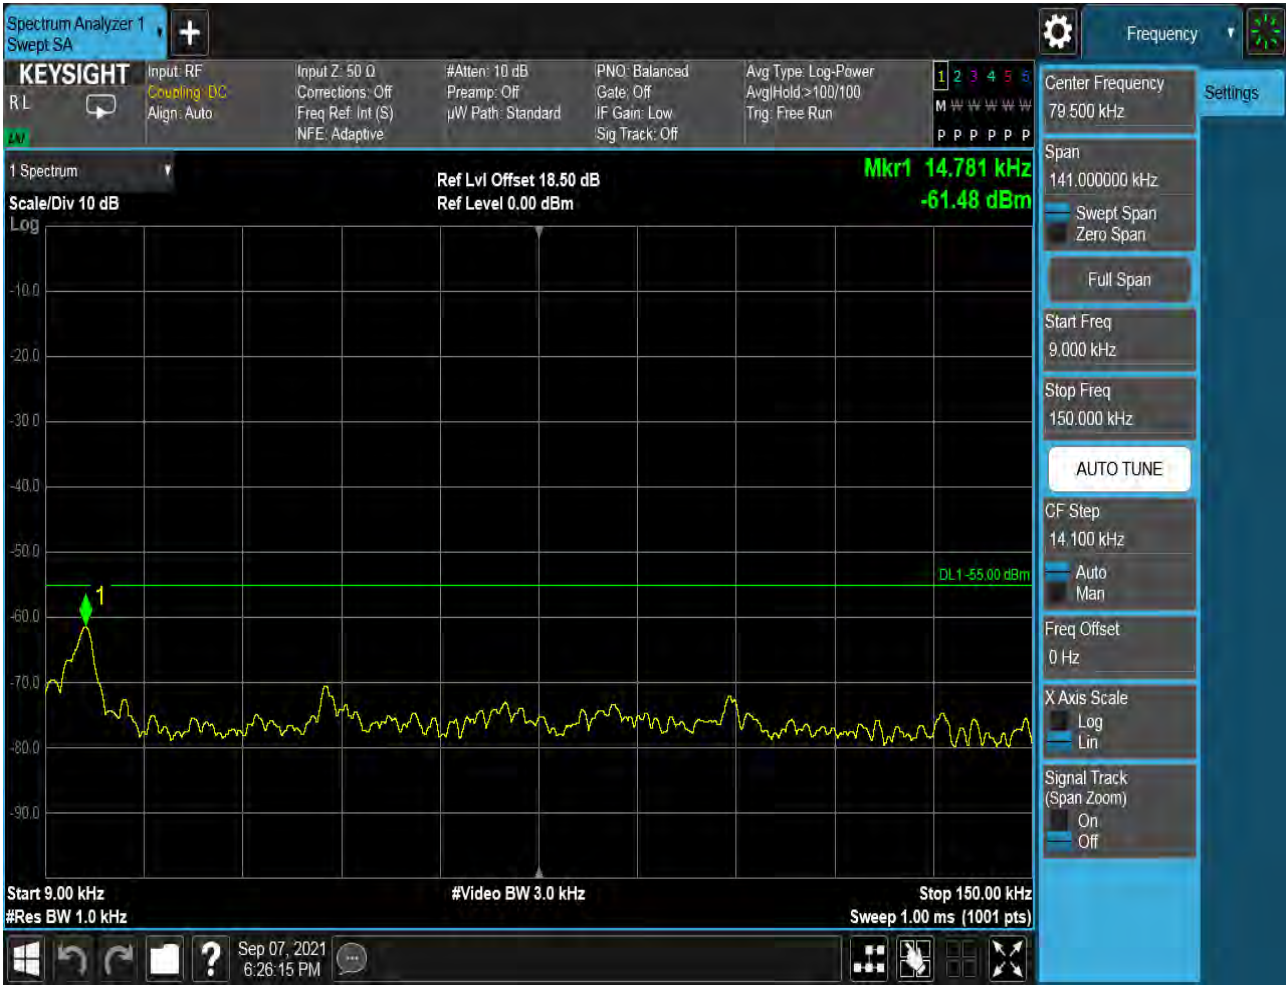 Spectrum Analyzer 1
Swept SA
Frequency
KEYSIGHT
R L
LXI
Input: RF
Coupling: DC
Align: Auto
Input Z: 50 Ω
Corrections: Off
Freq Ref: Int (S)
NFE: Adaptive
#Atten: 10 dB
Preamp: Off
µW Path: Standard
PNO: Balanced
Gate: Off
IF Gain: Low
Sig Track: Off
Avg Type: Log-Power
Avg|Hold:>100/100
Trig: Free Run
1 2 3 4 5 6
M W W W W W
P P P P P P
1 Spectrum
Scale/Div 10 dB
Log
Ref Lvl Offset 18.50 dB
Ref Level 0.00 dBm
Mkr1 14.781 kHz
-61.48 dBm
-10.0
-20.0
-30.0
-40.0
-50.0
-60.0
-70.0
-80.0
-90.0
DL1 -55.00 dBm
1
Start 9.00 kHz
#Res BW 1.0 kHz
#Video BW 3.0 kHz
Stop 150.00 kHz
Sweep 1.00 ms (1001 pts)
Sep 07, 2021
6:26:15 PM
Center Frequency
79.500 kHz
Span
141.000000 kHz
Swept Span
Zero Span
Full Span
Start Freq
9.000 kHz
Stop Freq
150.000 kHz
AUTO TUNE
CF Step
14.100 kHz
Auto
Man
Freq Offset
0 Hz
X Axis Scale
Log
Lin
Signal Track
(Span Zoom)
On
Off
Settings